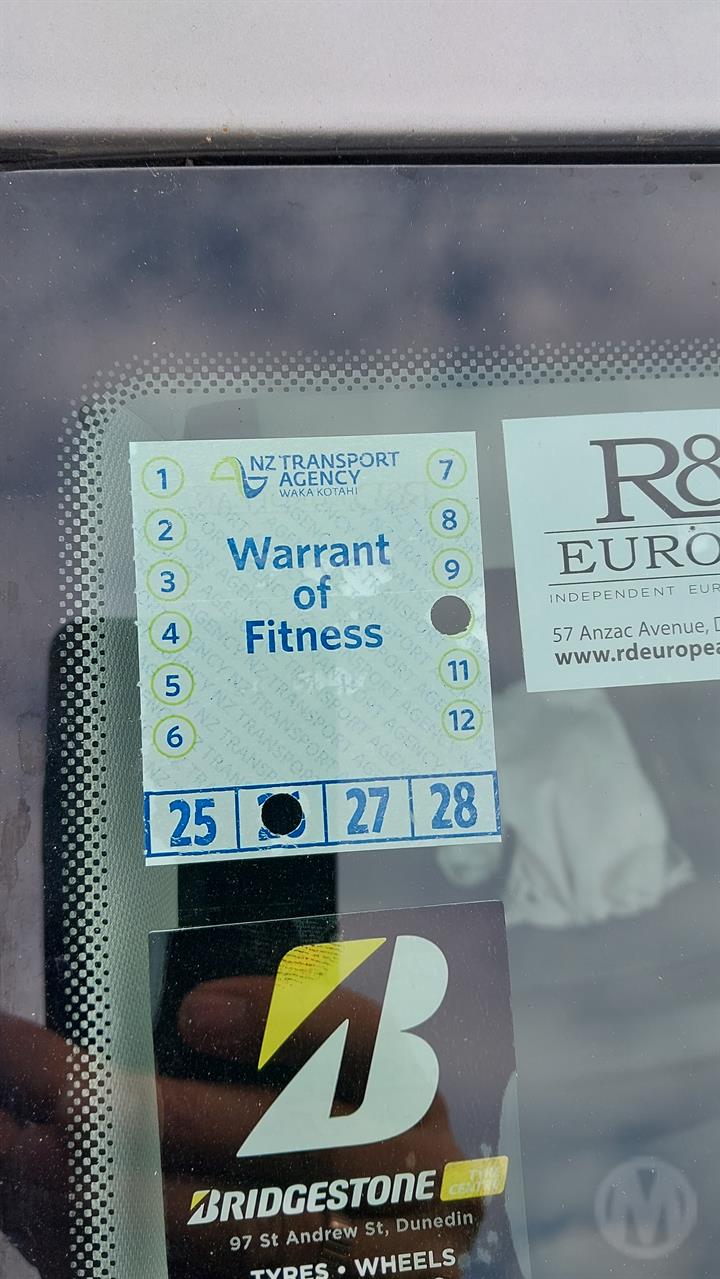 NZ TRANSPORT
AGENCY
WAKA KOTAHI
Warrant
of
Fitness
1
2
3
4
5
6
7
8
9
11
12
25
27
28
R&
EURO
INDEPENDENT EUR
57 Anzac Avenue, D
www.rdeuropea
BRIDGESTONE TYRE CENTRE
97 St Andrew St, Dunedin
TYRES • WHEELS